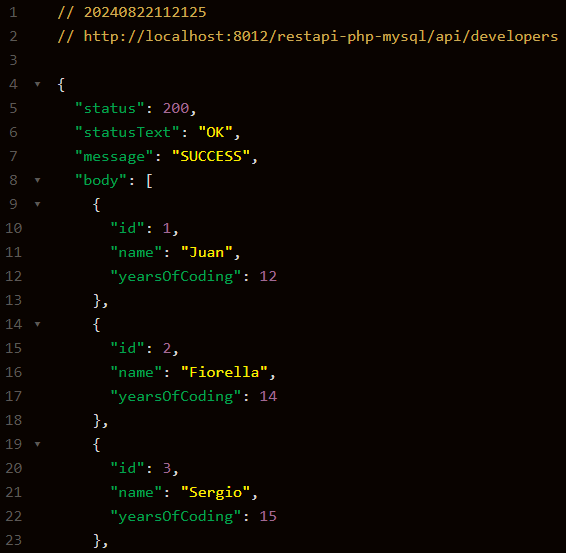 1 // 20240822112125
2 // http://localhost:8012/restapi-php-mysql/api/developers
3
4 {
5 "status": 200,
6 "statusText": "OK",
7 "message": "SUCCESS",
8 "body": [
9 {
10 "id": 1,
11 "name": "Juan",
12 "yearsOfCoding": 12
13 },
14 {
15 "id": 2,
16 "name": "Fiorella",
17 "yearsOfCoding": 14
18 },
19 {
20 "id": 3,
21 "name": "Sergio",
22 "yearsOfCoding": 15
23 },